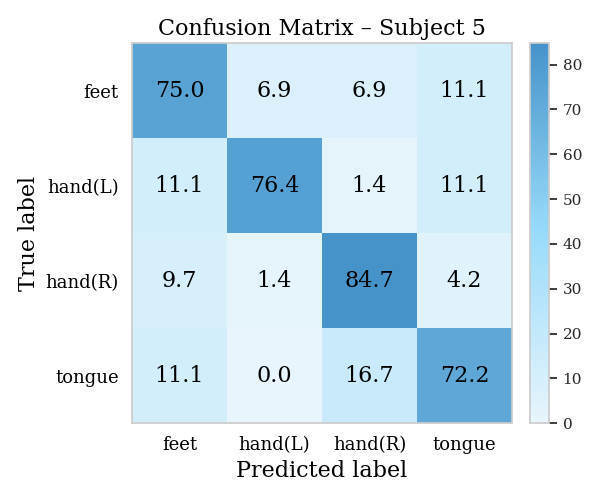 Confusion Matrix – Subject 5
feet 75.0 6.9 6.9 11.1
hand(L) 11.1 76.4 1.4 11.1
hand(R) 9.7 1.4 84.7 4.2
tongue 11.1 0.0 16.7 72.2
feet hand(L) hand(R) tongue
Predicted label
True label
80
70
60
50
40
30
20
10
0